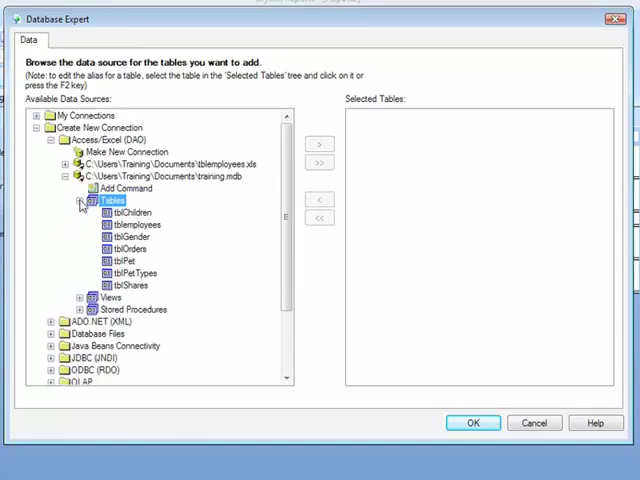 Database Expert
Data
Browse the data source for the tables you want to add.
(Note: to edit the alias for a table, select the table in the 'Selected Tables' tree and click on it or
press the F2 key)
Available Data Sources:
Selected Tables:
My Connections
Create New Connection
Access/Excel (DAO)
Make New Connection
C:\Users\Training\Documents\tblemployees.xls
C:\Users\Training\Documents\training.mdb
Add Command
Tables
tblChildren
tblemployees
tblGender
tblOrders
tblPet
tblPetTypes
tblShares
Views
Stored Procedures
ADO.NET (XML)
Database Files
Java Beans Connectivity
JDBC (JNDI)
ODBC (RDO)
OLAP
>
>>
<
<<
OK
Cancel
Help